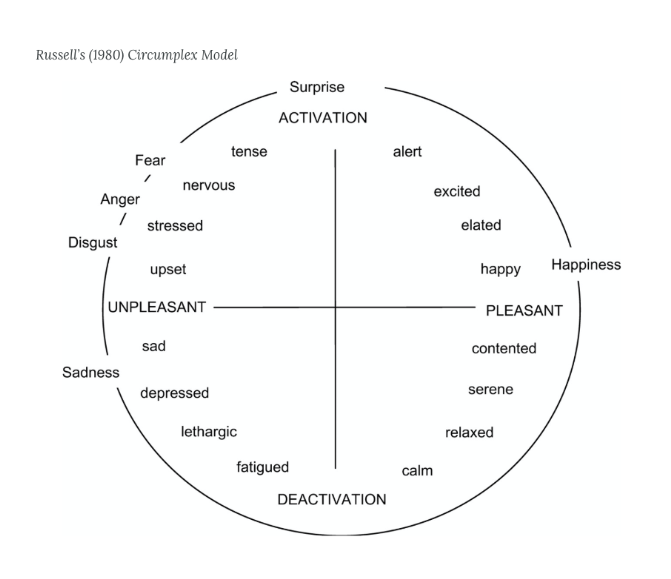 Russell's (1980) Circumplex Model
Surprise
ACTIVATION
tense
alert
Fear
nervous
excited
Anger
stressed
elated
Disgust
upset
happy
Happiness
UNPLEASANT
PLEASANT
sad
contented
Sadness
depressed
serene
lethargic
relaxed
fatigued
calm
DEACTIVATION